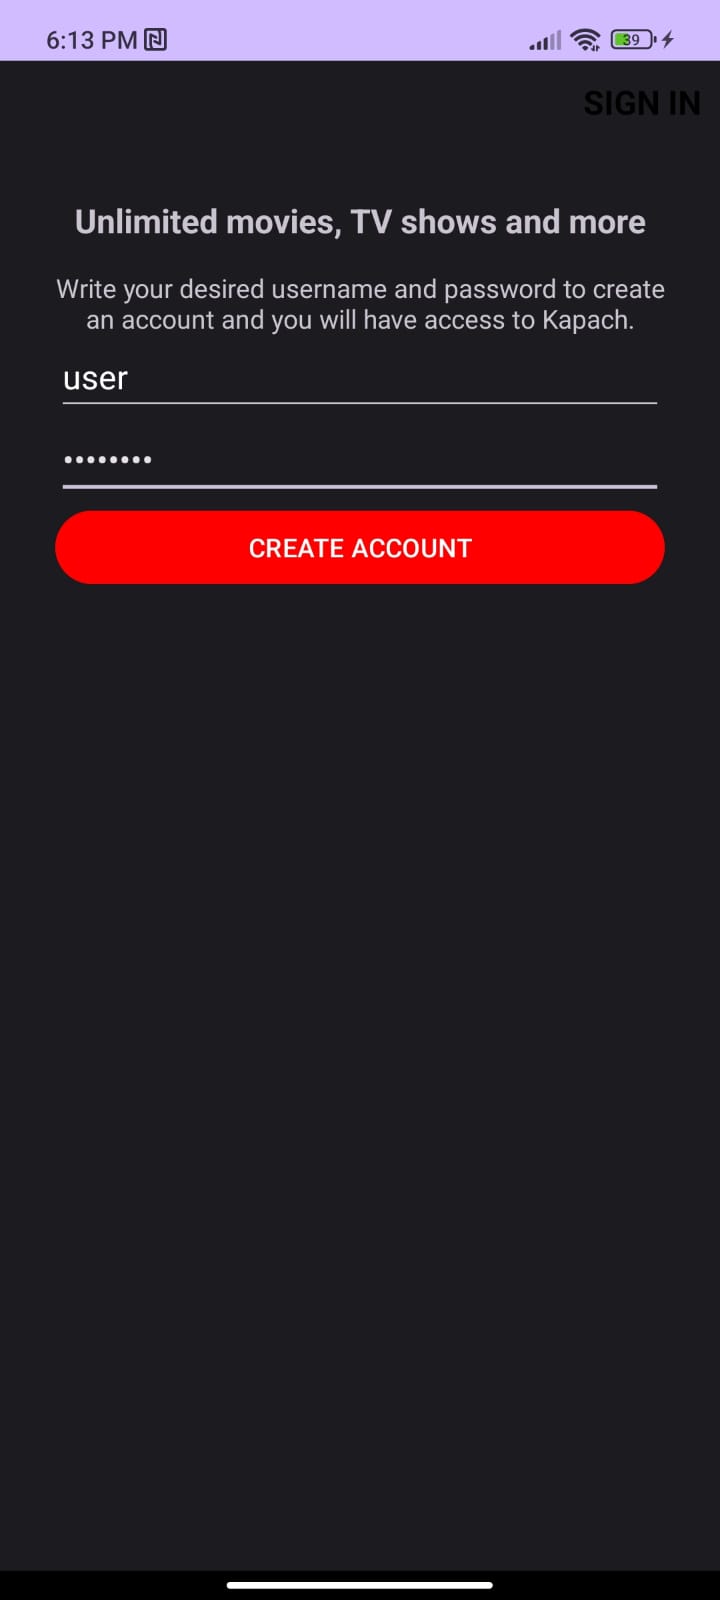 6:13 PM
39
SIGN IN
Unlimited movies, TV shows and more
Write your desired username and password to create
an account and you will have access to Kapach.
user
••••••••
CREATE ACCOUNT